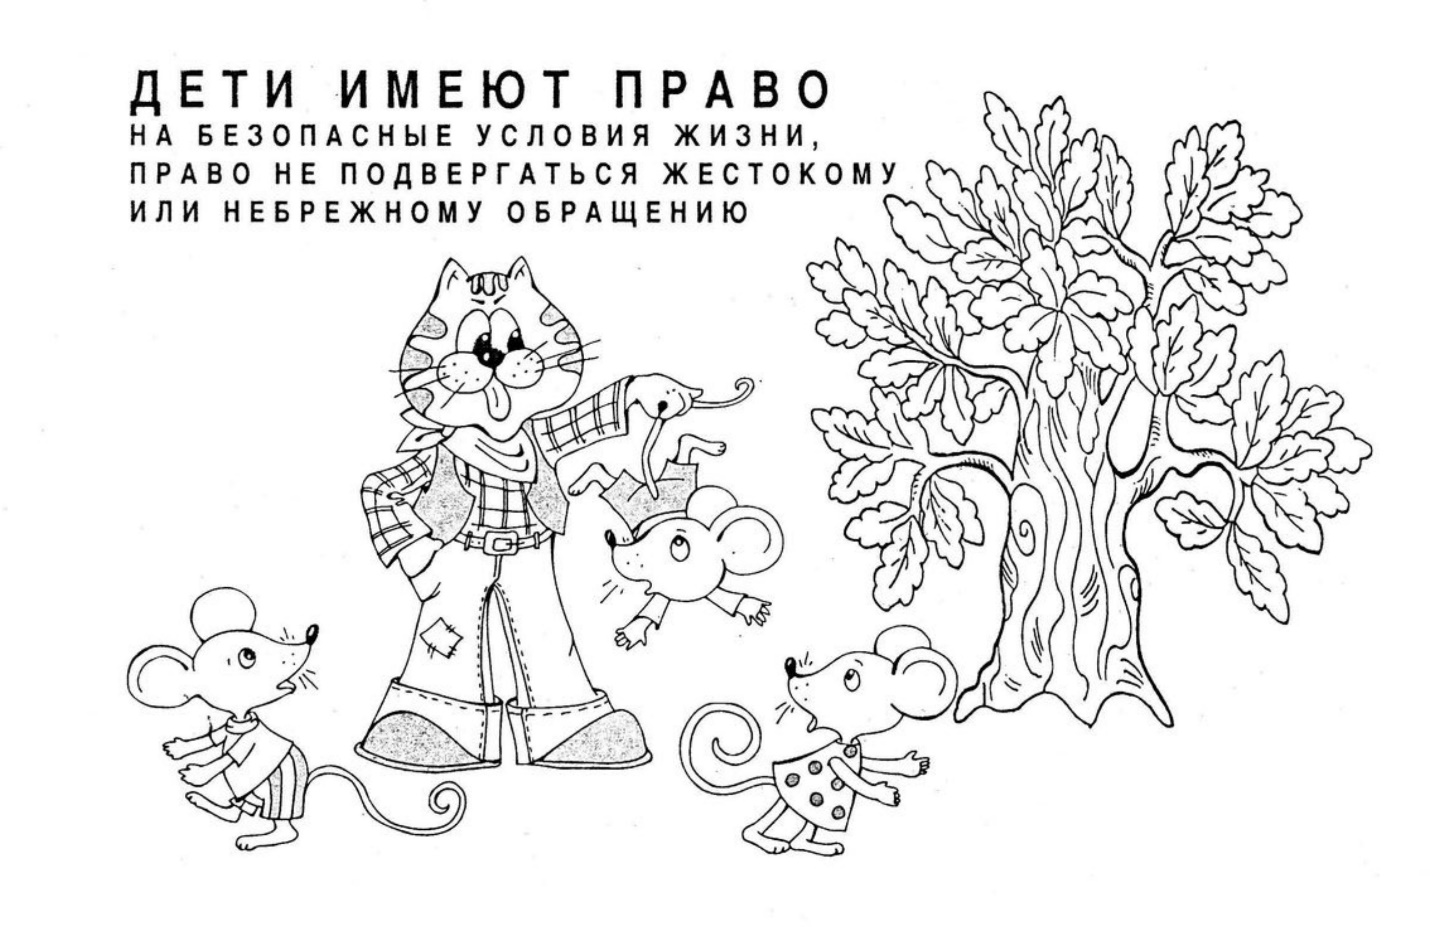 ДЕТИ ИМЕЮТ ПРАВО
НА БЕЗОПАСНЫЕ УСЛОВИЯ ЖИЗНИ,
ПРАВО НЕ ПОДВЕРГАТЬСЯ ЖЕСТОКОМУ
ИЛИ НЕБРЕЖНОМУ ОБРАЩЕНИЮ